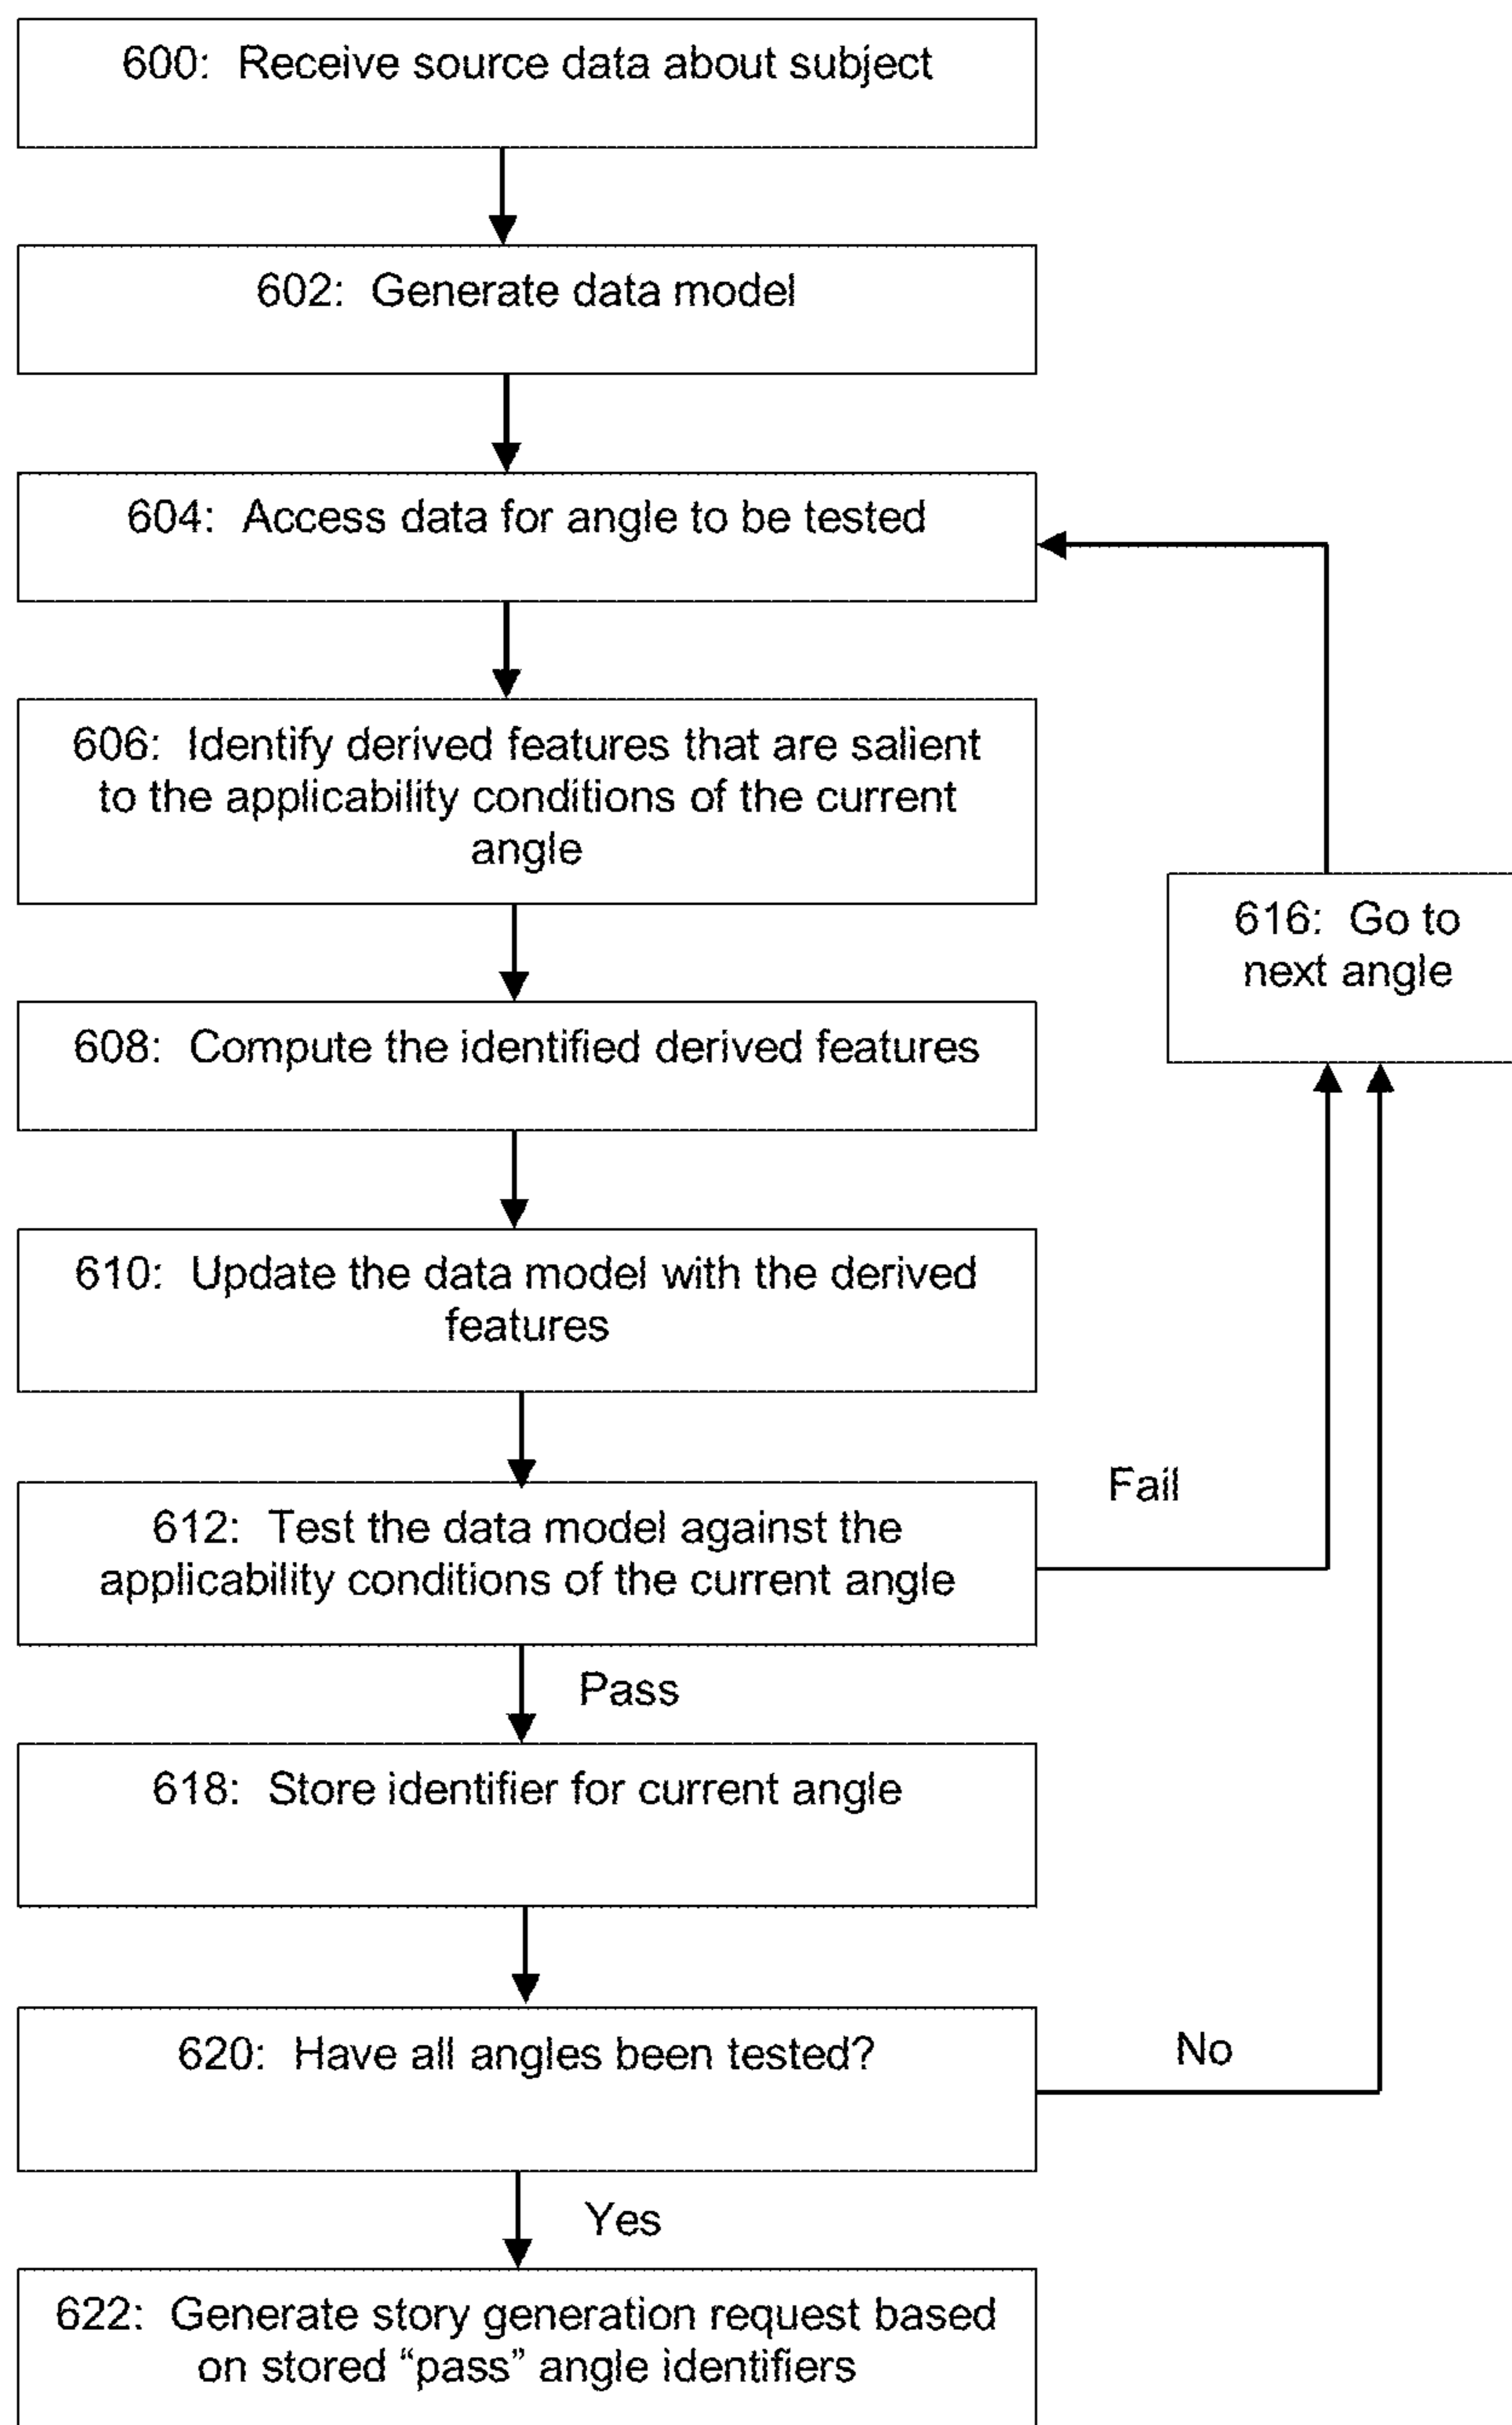 600: Receive source data about subject
602: Generate data model
604: Access data for angle to be tested
606: Identify derived features that are salient
to the applicability conditions of the current
angle
616: Go to
next angle
608: Compute the identified derived features
610: Update the data model with the derived
features
612: Test the data model against the
applicability conditions of the current angle
Fail
Pass
618: Store identifier for current angle
620: Have all angles been tested?
No
Yes
622: Generate story generation request based
on stored “pass” angle identifiers